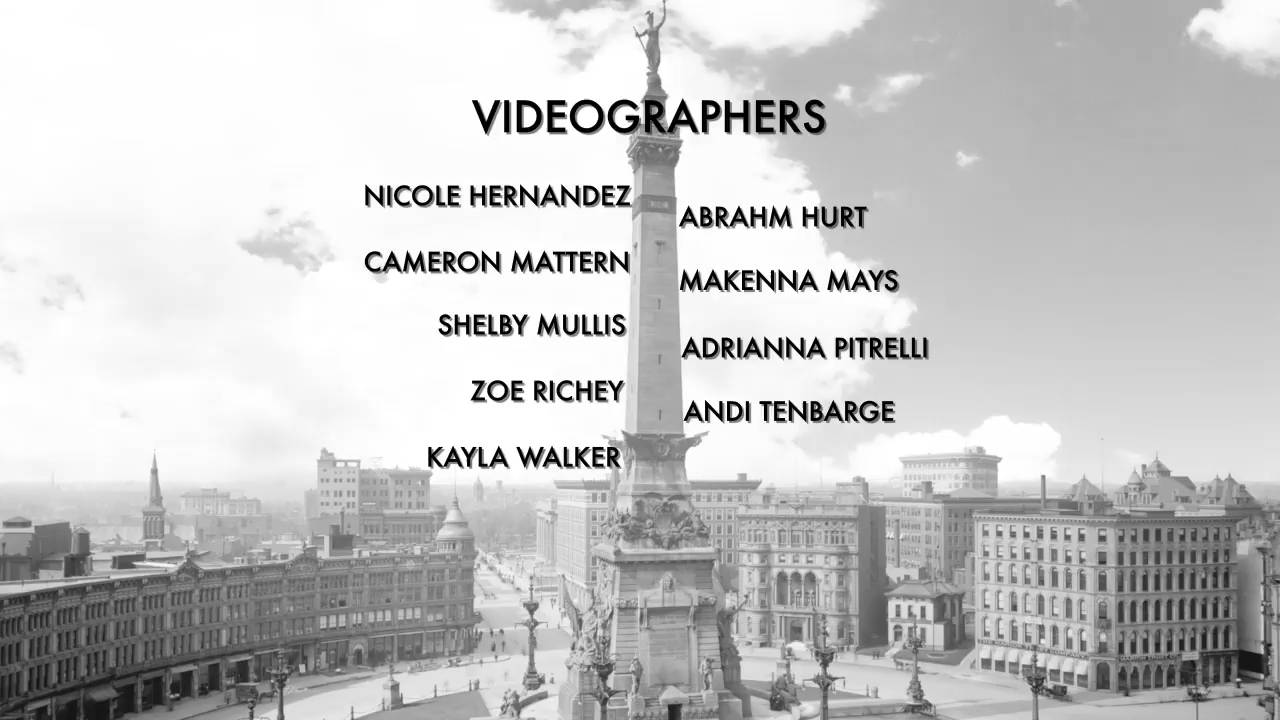 VIDEOGRAPHERS
NICOLE HERNANDEZ
ABRAHM HURT
CAMERON MATTERN
MAKENNA MAYS
SHELBY MULLIS
ADRIANNA PITRELLI
ZOE RICHEY
ANDI TENBARGE
KAYLA WALKER